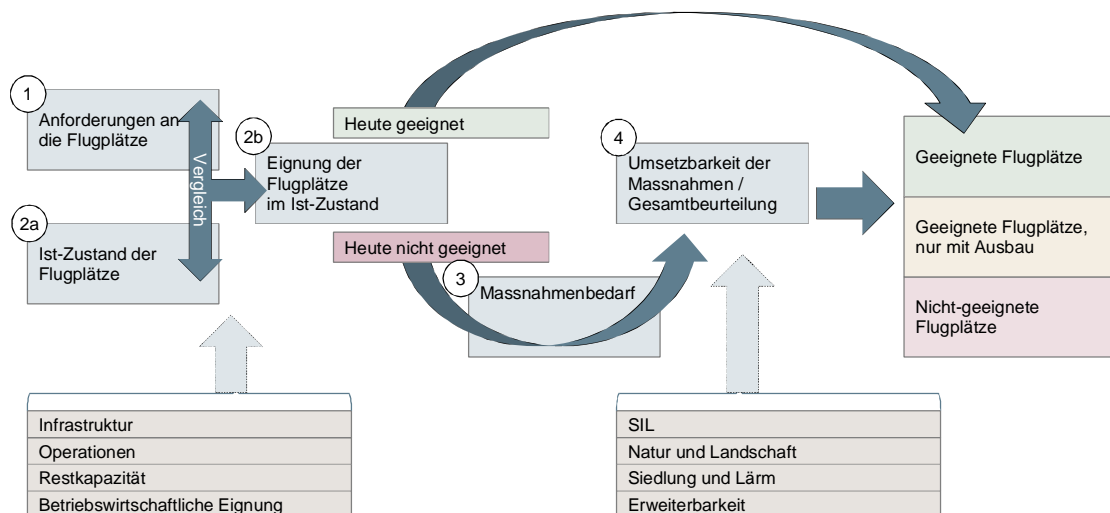 1
Anforderungen an
die Flugplätze
2a
Ist-Zustand der
Flugplätze
Vergleich
2b
Eignung der
Flugplätze
im Ist-Zustand
Heute geeignet
Heute nicht geeignet
3
Massnahmenbedarf
4
Umsetzbarkeit der
Massnahmen /
Gesamtbeurteilung
Geeignete Flugplätze
Geeignete Flugplätze,
nur mit Ausbau
Nicht-geeignete
Flugplätze
Infrastruktur
Operationen
Restkapazität
Betriebswirtschaftliche Eignung
SIL
Natur und Landschaft
Siedlung und Lärm
Erweiterbarkeit